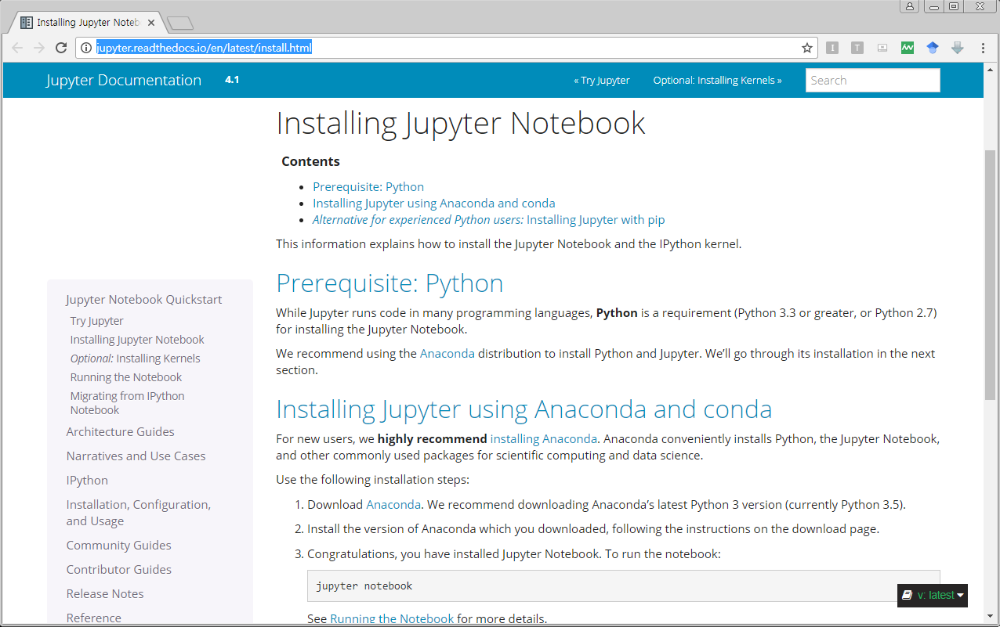 Installing Jupyter Noteb
jupyter.readthedocs.io/en/latest/install.html
Jupyter Documentation 4.1 « Try Jupyter Optional: Installing Kernels » Search
Installing Jupyter Notebook
Contents
• Prerequisite: Python
• Installing Jupyter using Anaconda and conda
• Alternative for experienced Python users: Installing Jupyter with pip
This information explains how to install the Jupyter Notebook and the IPython kernel.
Prerequisite: Python
While Jupyter runs code in many programming languages, Python is a requirement (Python 3.3 or greater, or Python 2.7)
for installing the Jupyter Notebook.
We recommend using the Anaconda distribution to install Python and Jupyter. We’ll go through its installation in the next
section.
Installing Jupyter using Anaconda and conda
For new users, we highly recommend installing Anaconda. Anaconda conveniently installs Python, the Jupyter Notebook,
and other commonly used packages for scientific computing and data science.
Use the following installation steps:
1. Download Anaconda. We recommend downloading Anaconda’s latest Python 3 version (currently Python 3.5).
2. Install the version of Anaconda which you downloaded, following the instructions on the download page.
3. Congratulations, you have installed Jupyter Notebook. To run the notebook:
jupyter notebook
See Running the Notebook for more details.
Jupyter Notebook Quickstart
Try Jupyter
Installing Jupyter Notebook
Optional: Installing Kernels
Running the Notebook
Migrating from IPython
Notebook
Architecture Guides
Narratives and Use Cases
IPython
Installation, Configuration,
and Usage
Community Guides
Contributor Guides
Release Notes
Reference
v: latest